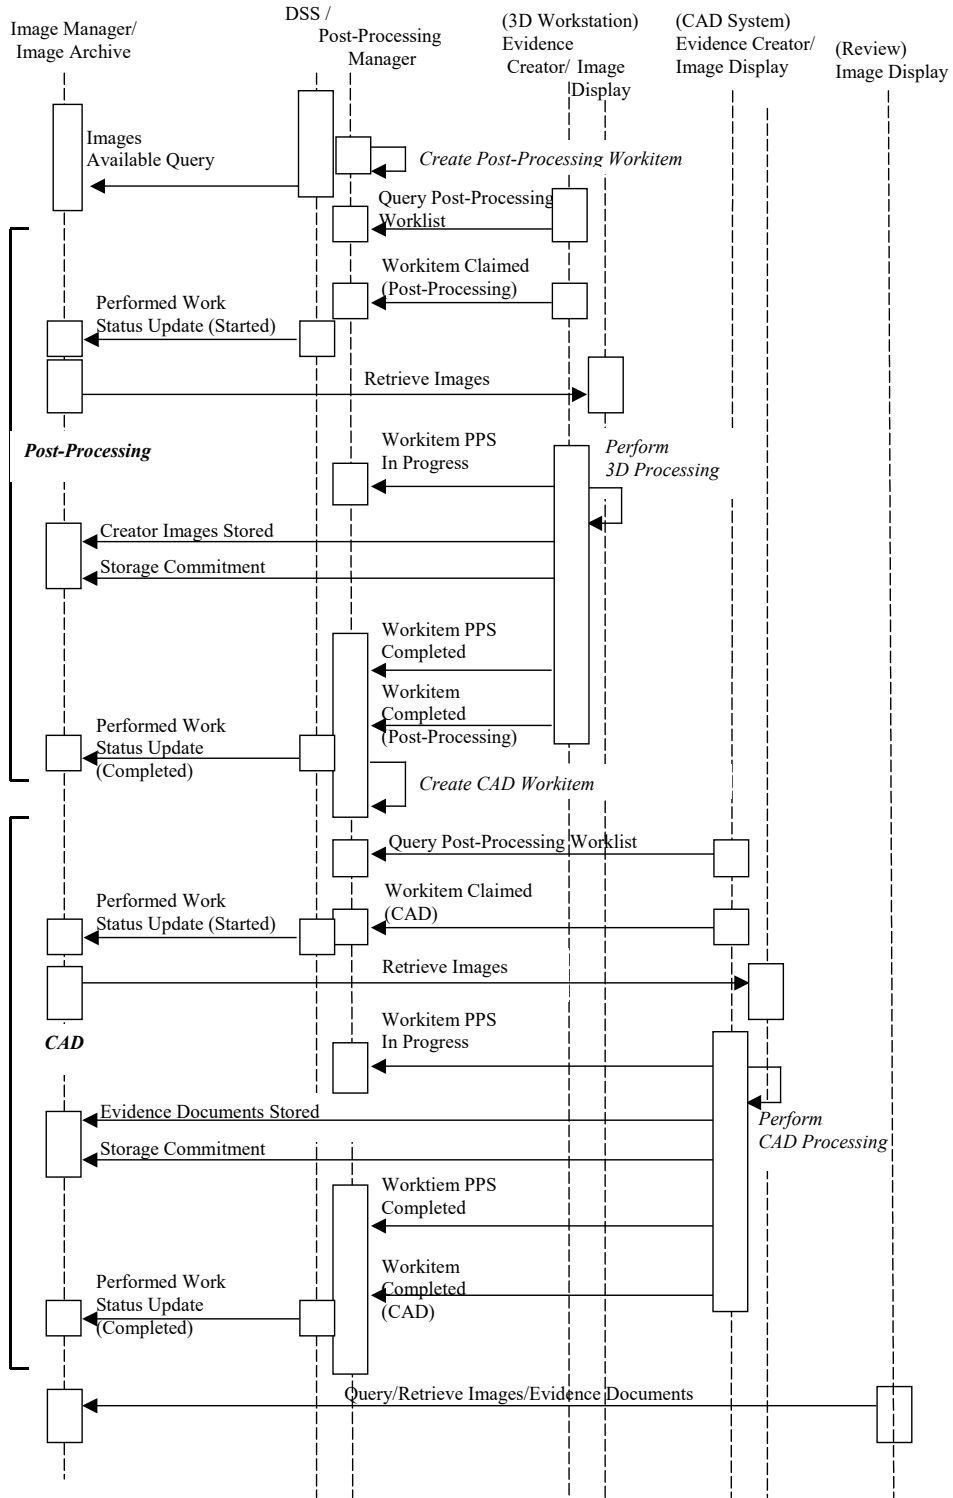 Image Manager/
Image Archive
DSS /
Post-Processing
Manager
(3D Workstation)
Evidence
Creator/ Image
Display
(CAD System)
Evidence Creator/
Image Display
(Review)
Image Display
Images
Available Query
Create Post-Processing Workitem
Query Post-Processing
Worklist
Workitem Claimed
(Post-Processing)
Performed Work
Status Update (Started)
Retrieve Images
Post-Processing
Workitem PPS
In Progress
Perform
3D Processing
Creator Images Stored
Storage Commitment
Workitem PPS
Completed
Workitem
Completed
(Post-Processing)
Performed Work
Status Update
(Completed)
Create CAD Workitem
Query Post-Processing Worklist
Workitem Claimed
(CAD)
Performed Work
Status Update (Started)
Retrieve Images
Workitem PPS
In Progress
CAD
Evidence Documents Stored
Perform
CAD Processing
Storage Commitment
Worktiem PPS
Completed
Workitem
Completed
(CAD)
Performed Work
Status Update
(Completed)
Query/Retrieve Images/Evidence Documents